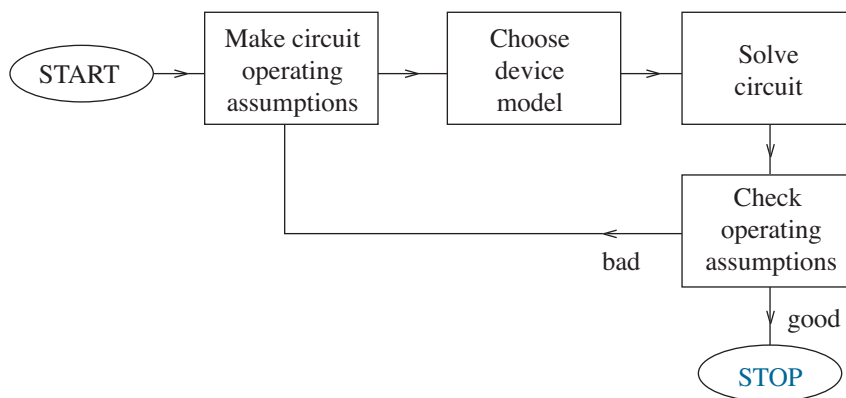 START
Make circuit
operating
assumptions
Choose
device
model
Solve
circuit
Check
operating
assumptions
bad
good
STOP